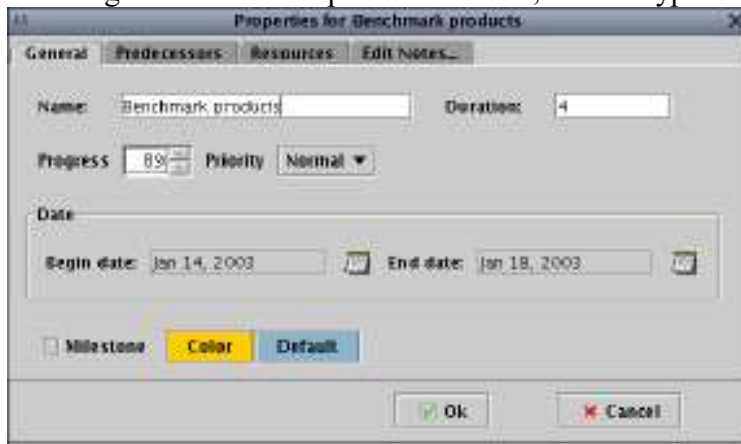 Properties for Benchmark products
General Predecessors Resources Edit Notes...
Name: Benchmark products Duration: 4
Progress 89 Priority Normal
Date
Begin date: Jan 14, 2003 End date: Jan 18, 2003
Milestone Color Default
Ok Cancel